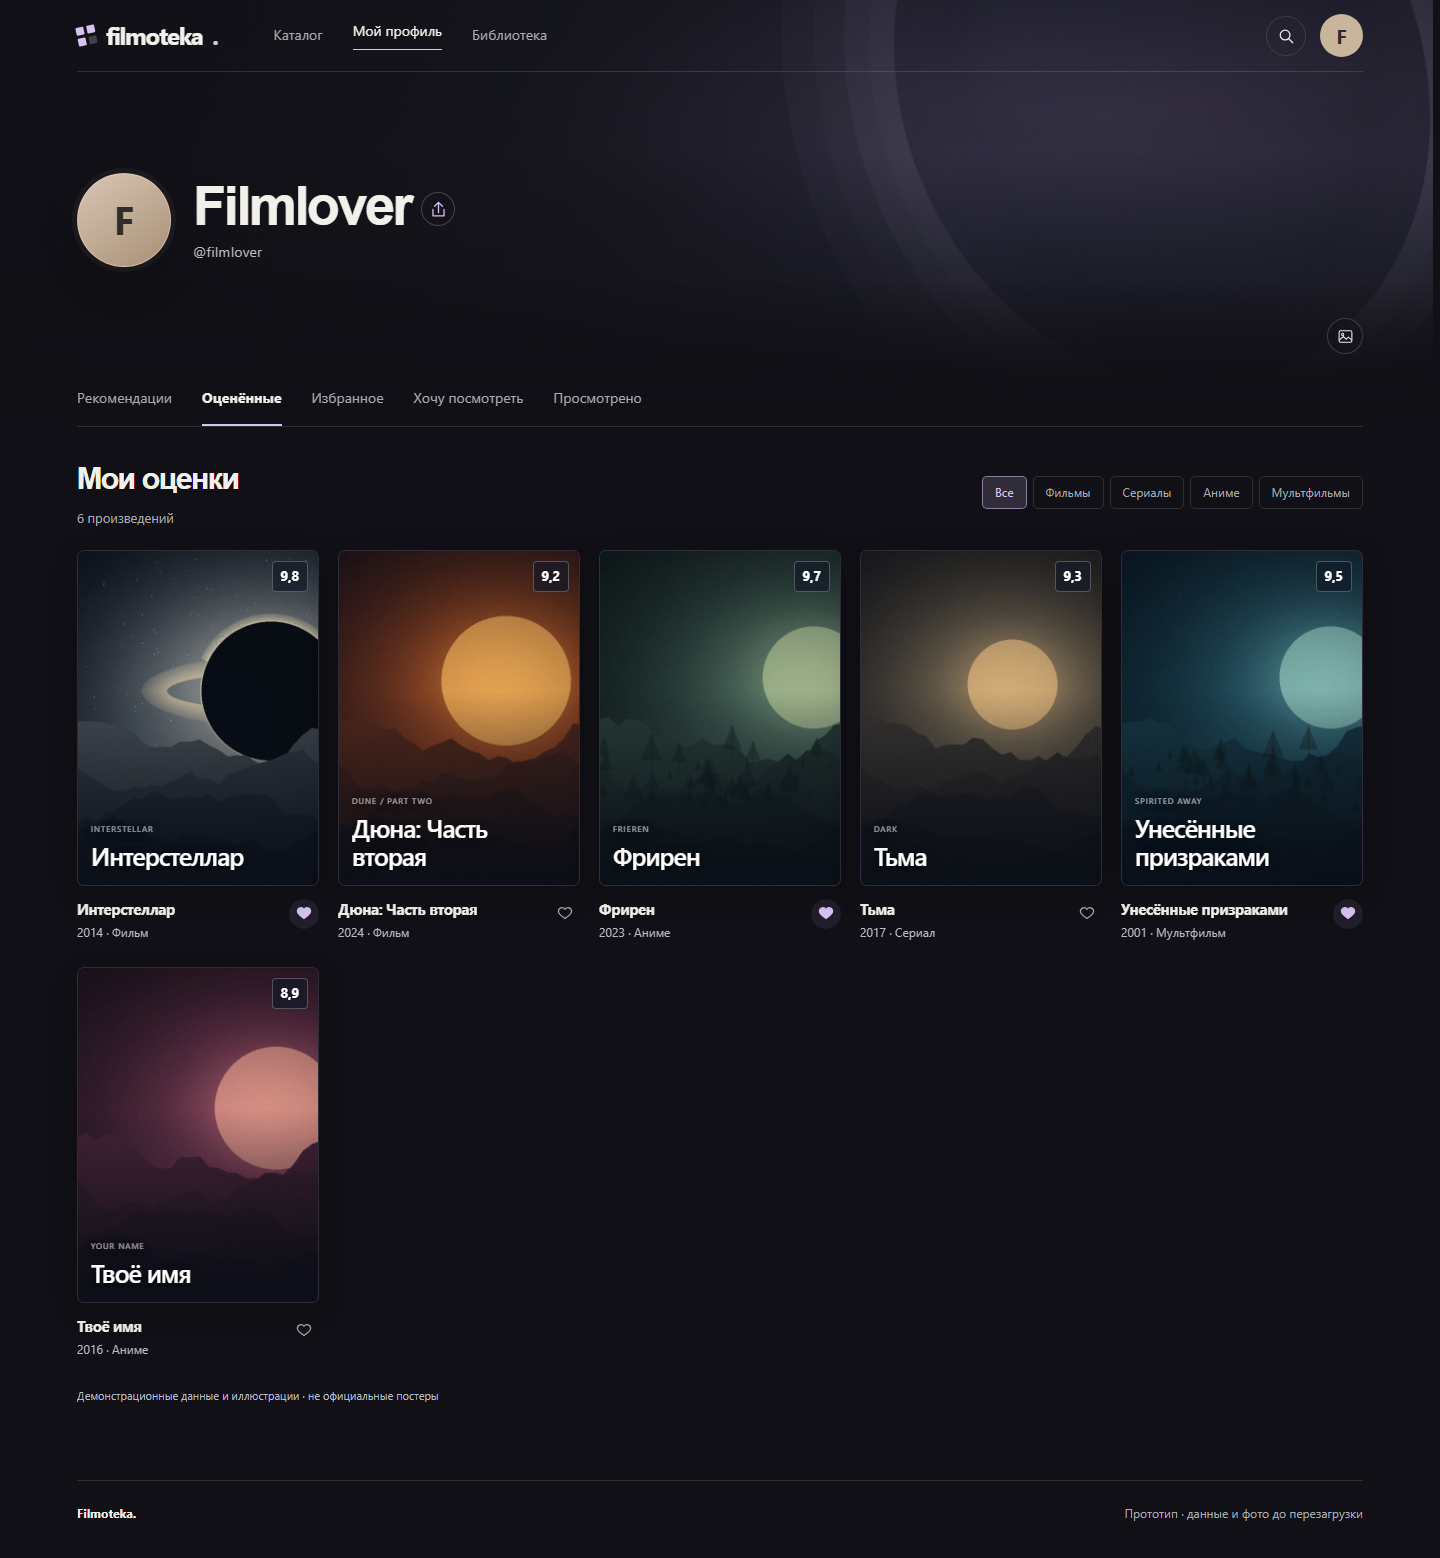 filmoteka .
Каталог
Мой профиль
Библиотека
F
F
Filmlover
@filmlover
Рекомендации
Оценённые
Избранное
Хочу посмотреть
Просмотрено
Мои оценки
6 произведений
Все
Фильмы
Сериалы
Аниме
Мультфильмы
9,8
INTERSTELLAR
Интерстеллар
Интерстеллар
2014 · Фильм
9,2
DUNE / PART TWO
Дюна: Часть
вторая
Дюна: Часть вторая
2024 · Фильм
9,7
FRIEREN
Фрирен
Фрирен
2023 · Аниме
9,3
DARK
Тьма
Тьма
2017 · Сериал
9,5
SPIRITED AWAY
Унесённые
призраками
Унесённые призраками
2001 · Мультфильм
8,9
YOUR NAME
Твоё имя
Твоё имя
2016 · Аниме
Демонстрационные данные и иллюстрации · не официальные постеры
Filmoteka.
Прототип · данные и фото до перезагрузки